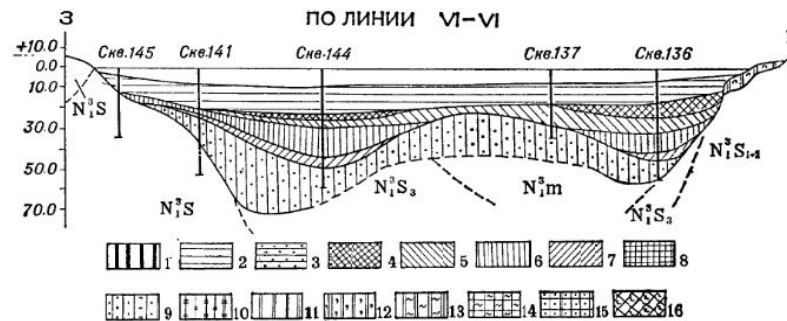 З
ПО ЛИНИИ VI–VI
Скв.145 Скв.141 Скв.144 Скв.137 Скв.136
+10.0
0.0
10.0
30.0
50.0
70.0
N₁³S
N₁³S
N₁³S₃
N₁³m
N₁³S₃
1 2 3 4 5 6 7 8
9 10 11 12 13 14 15 16